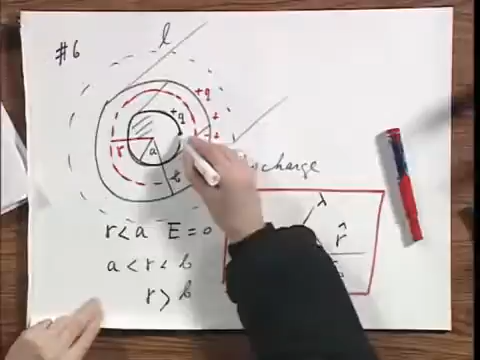 #6
l
+q
+
+q
+
r
a
b
charge
λ
r < a E = 0
r̂
a < r < b
r > b